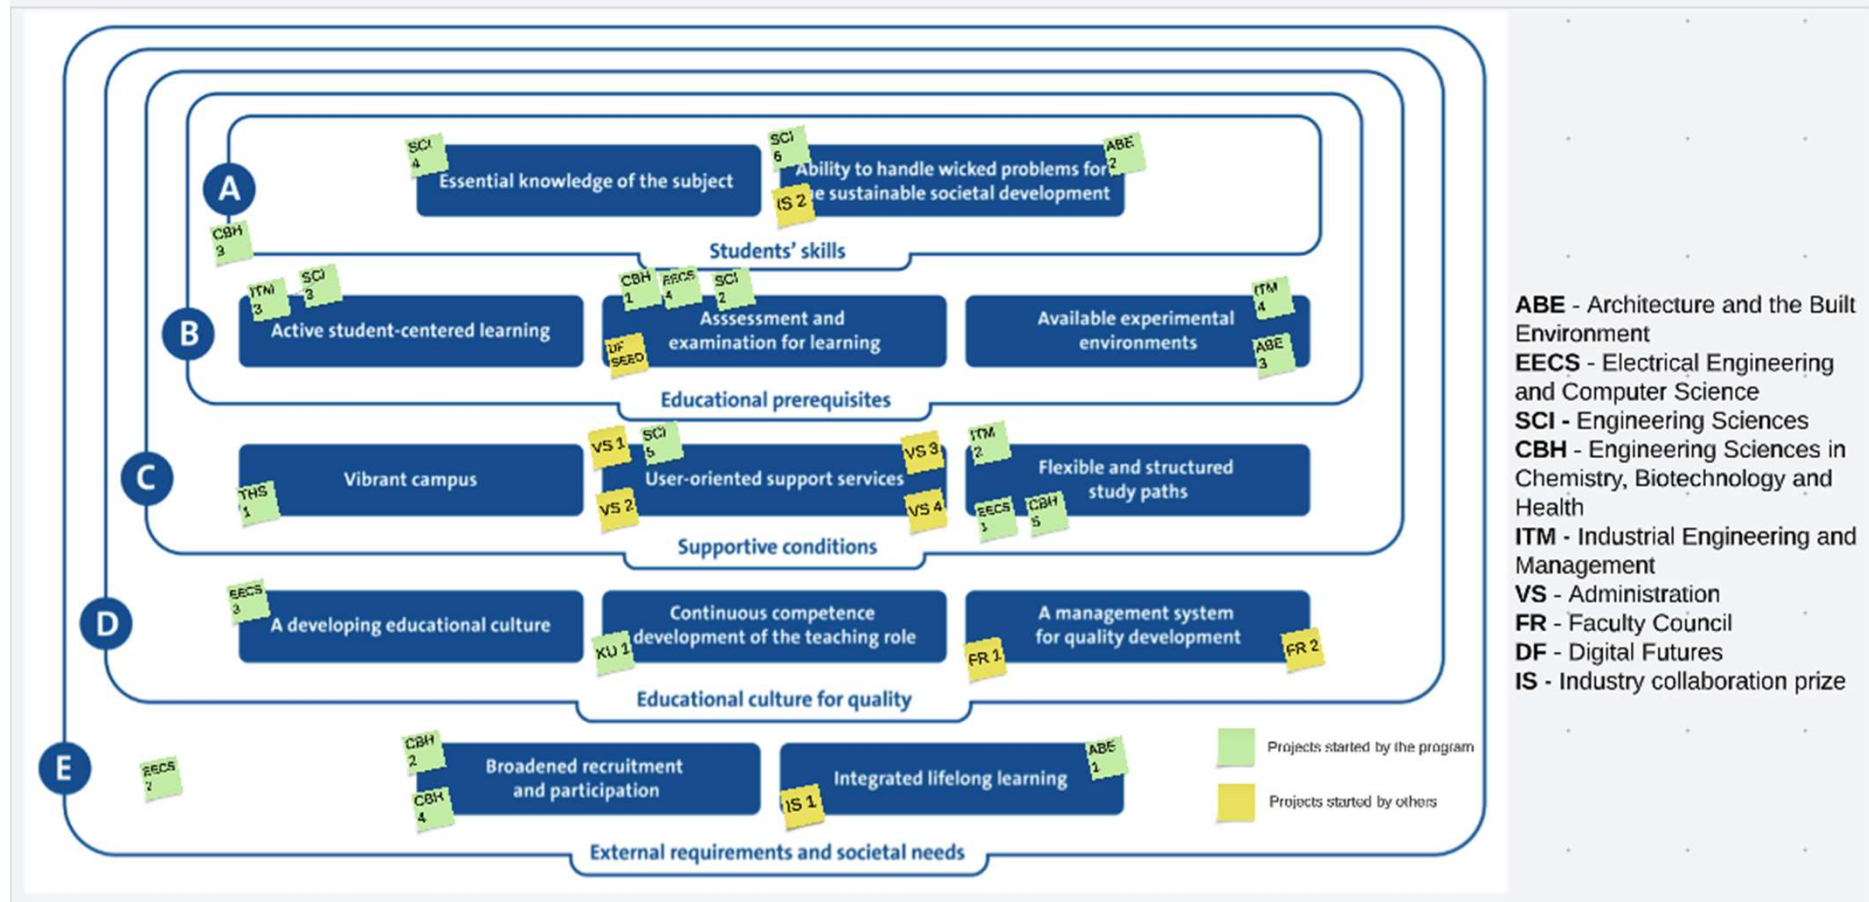 A
SCI
4
Essential knowledge of the subject
SCI
6
Ability to handle wicked problems for
e sustainable societal development
IS 2
ABE
2
CBH
3
Students' skills
B
ITM
3
SCI
3
Active student-centered learning
CBH
1
EECS
4
SCI
2
Asssessment and
examination for learning
DF
SEED
Available experimental
environments
ITM
4
ABE
3
Educational prerequisites
C
Vibrant campus
THS
1
VS 1
SCI
5
User-oriented support services
VS 2
VS 3
VS 4
ITM
2
Flexible and structured
study paths
EECS
1
CBH
5
Supportive conditions
D
EECS
3
A developing educational culture
Continuous competence
development of the teaching role
KU 1
A management system
for quality development
FR 1
FR 2
Educational culture for quality
E
EECS
2
CBH
2
Broadened recruitment
and participation
CBH
4
Integrated lifelong learning
ABE
1
IS 1
External requirements and societal needs
Projects started by the program
Projects started by others
ABE - Architecture and the Built
Environment
EECS - Electrical Engineering
and Computer Science
SCI - Engineering Sciences
CBH - Engineering Sciences in
Chemistry, Biotechnology and
Health
ITM - Industrial Engineering and
Management
VS - Administration
FR - Faculty Council
DF - Digital Futures
IS - Industry collaboration prize